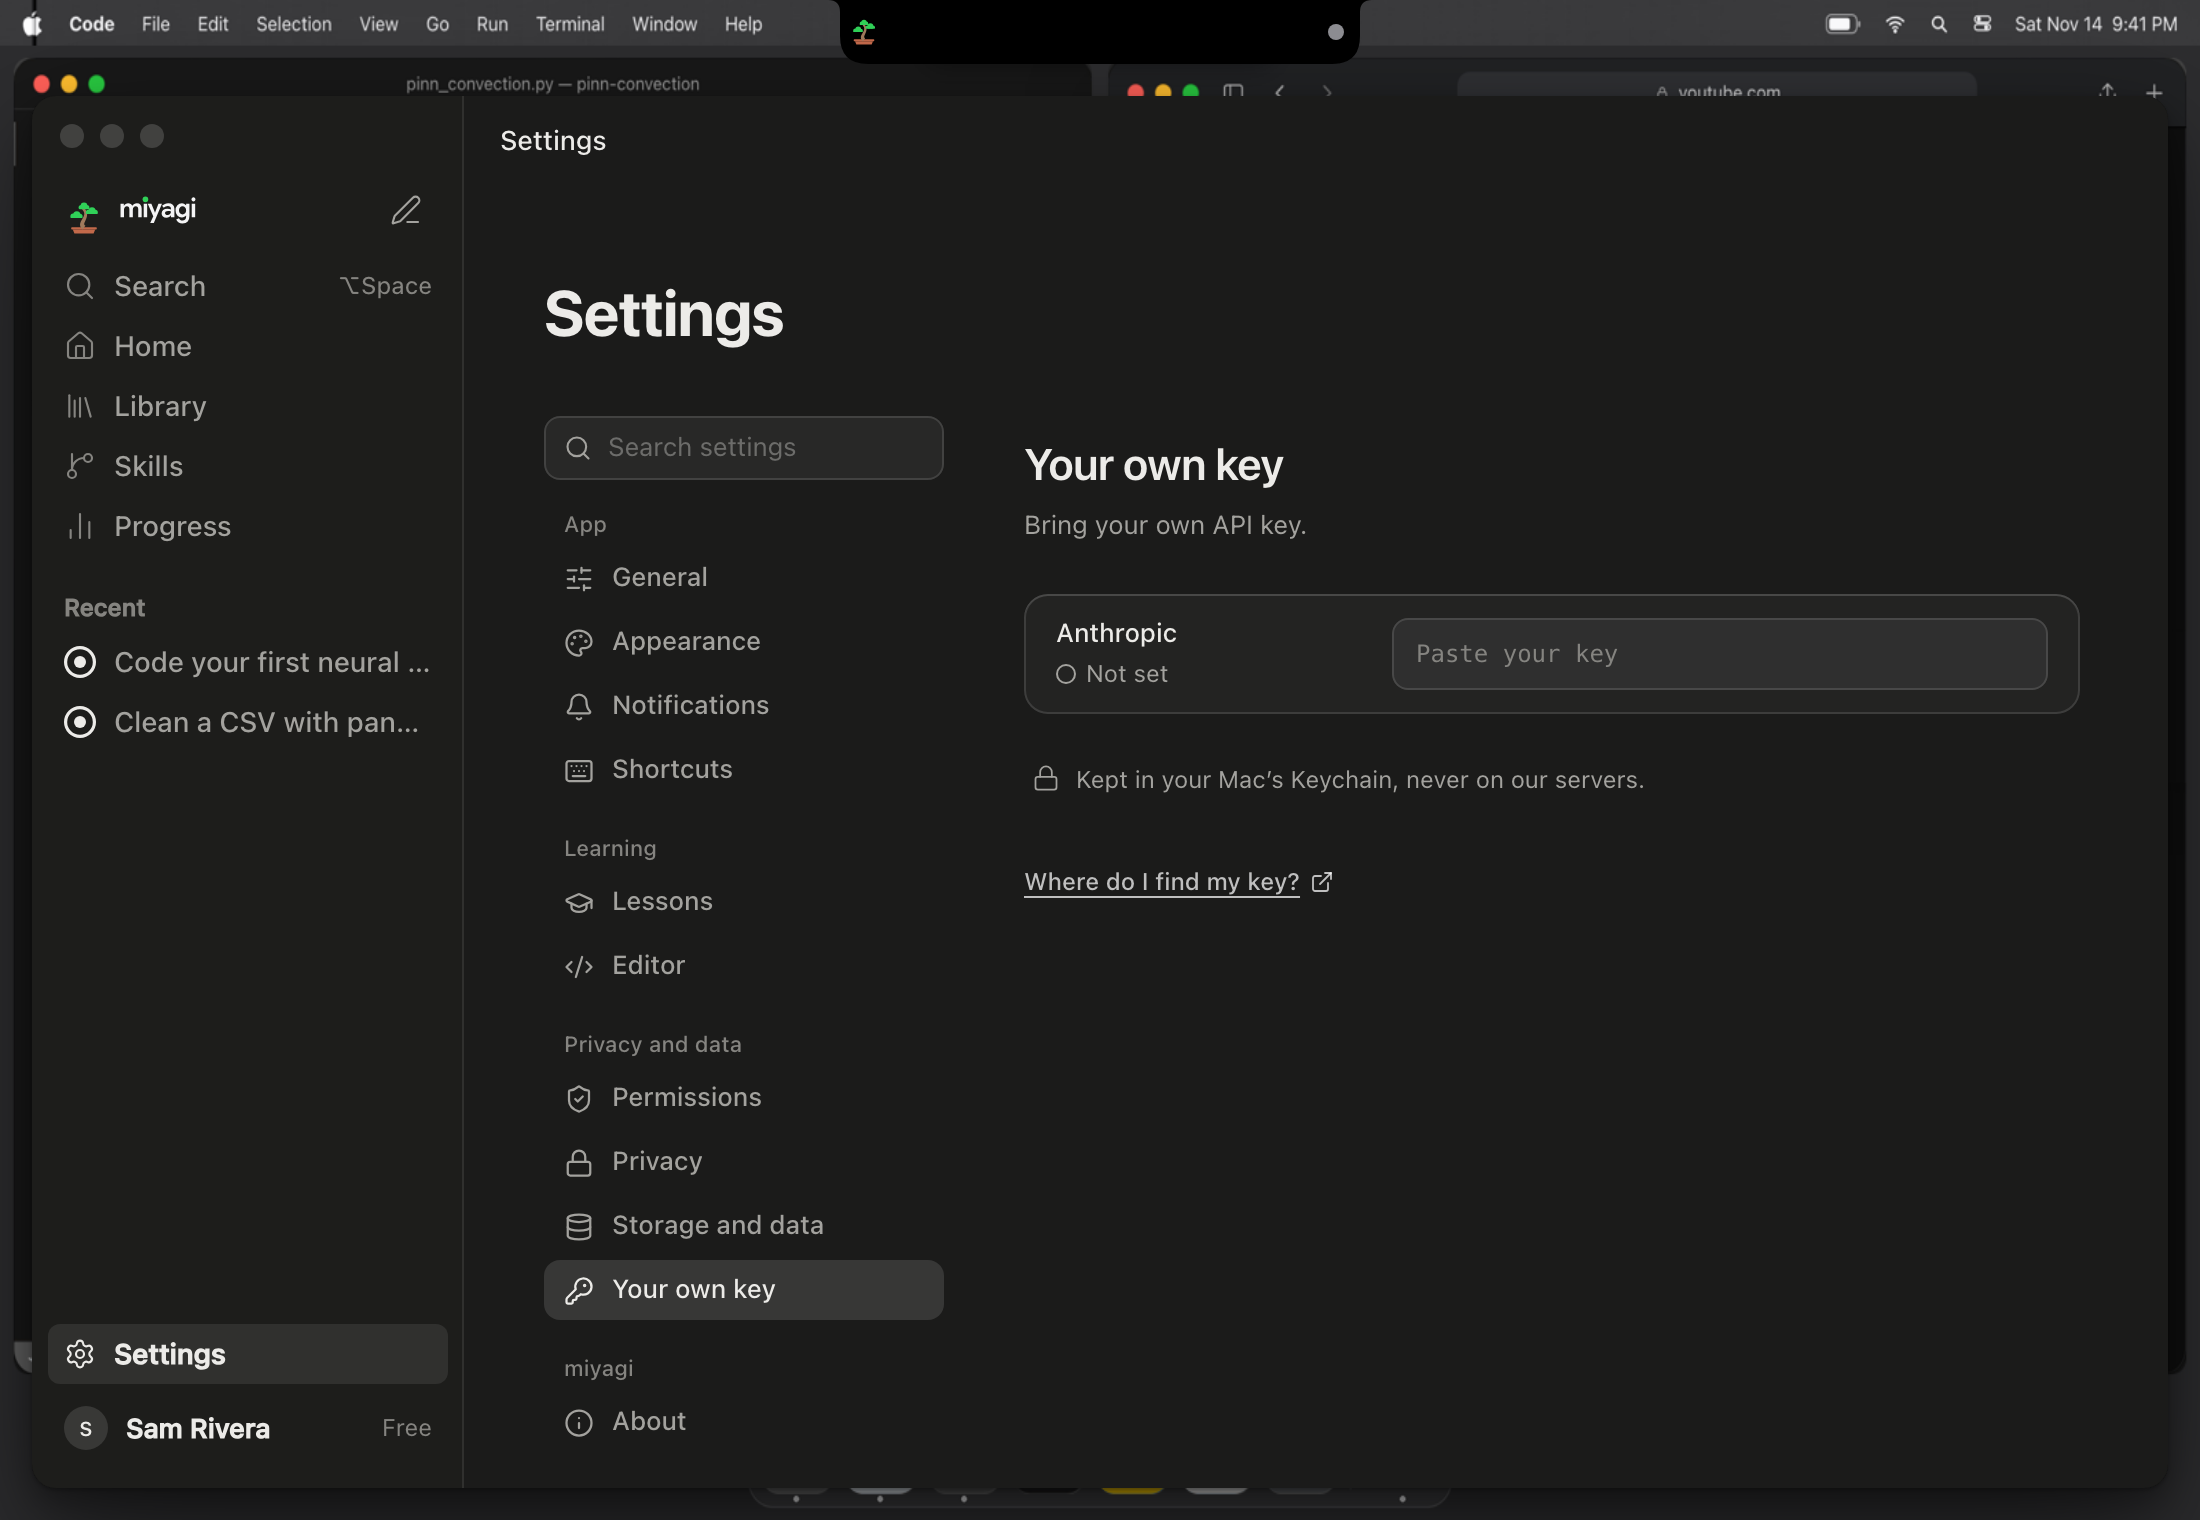 Code File Edit Selection View Go Run Terminal Window Help
Sat Nov 14 9:41 PM
pinn_convection.py — pinn-convection
youtube.com
Settings
miyagi
Search ⌥Space
Home
Library
Skills
Progress
Recent
Code your first neural ...
Clean a CSV with pan...
Settings
S Sam Rivera Free
Settings
Search settings
App
General
Appearance
Notifications
Shortcuts
Learning
Lessons
Editor
Privacy and data
Permissions
Privacy
Storage and data
Your own key
miyagi
About
Your own key
Bring your own API key.
Anthropic
Not set
Paste your key
Kept in your Mac’s Keychain, never on our servers.
Where do I find my key?